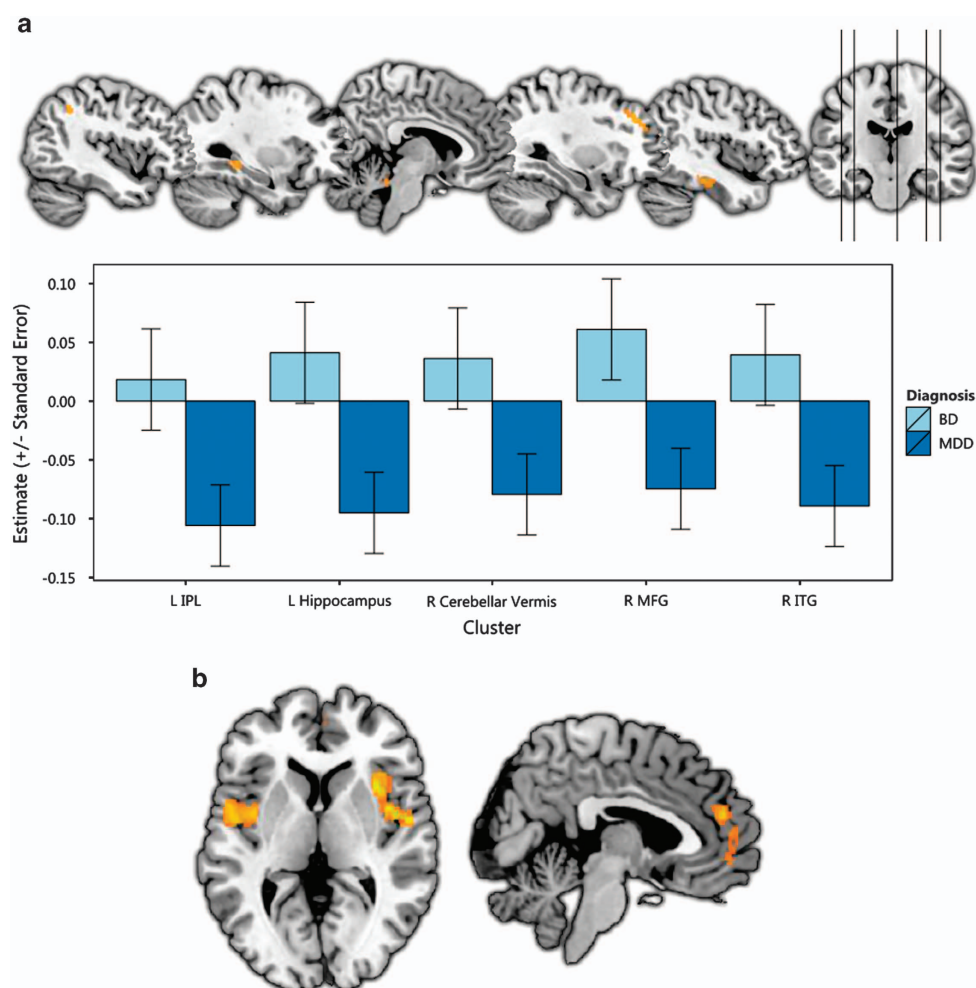 a
Estimate (+/- Standard Error)
0.10
0.05
0.00
-0.05
-0.10
-0.15
L IPL
L Hippocampus
R Cerebellar Vermis
R MFG
R ITG
Cluster
Diagnosis
BD
MDD
b